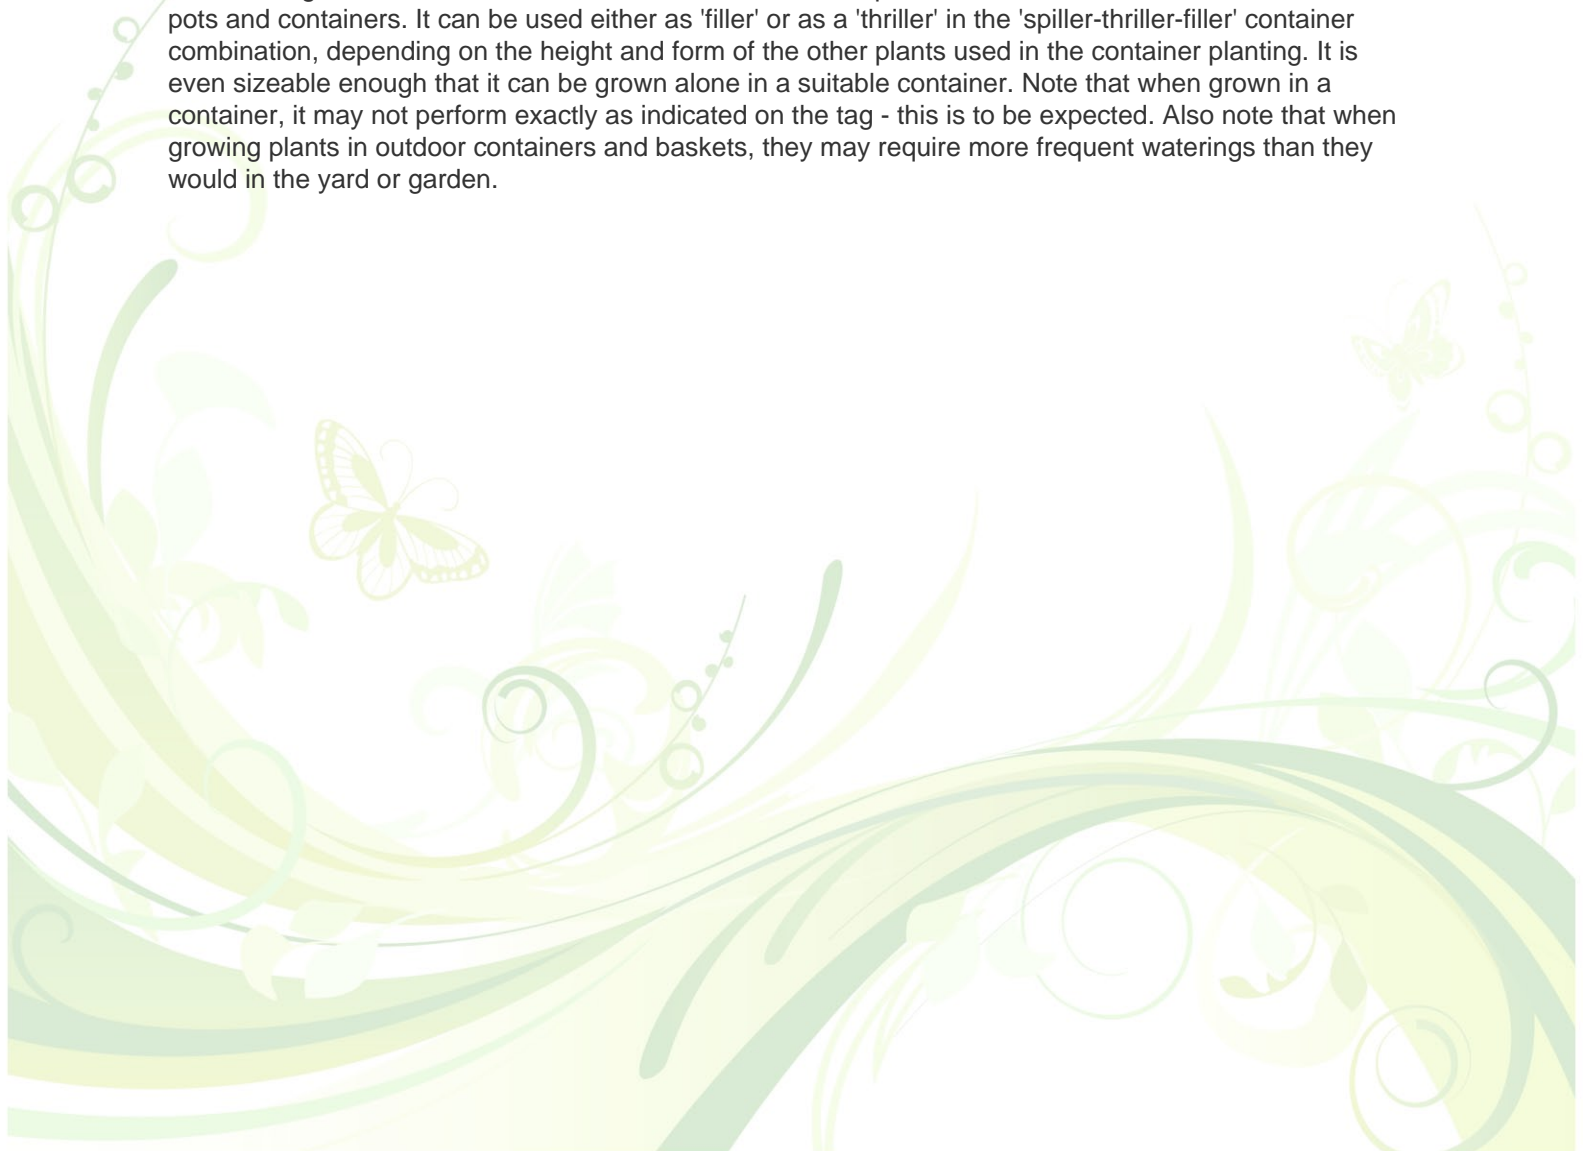 pots and containers. It can be used either as 'filler' or as a 'thriller' in the 'spiller-thriller-filler' container
combination, depending on the height and form of the other plants used in the container planting. It is
even sizeable enough that it can be grown alone in a suitable container. Note that when grown in a
container, it may not perform exactly as indicated on the tag - this is to be expected. Also note that when
growing plants in outdoor containers and baskets, they may require more frequent waterings than they
would in the yard or garden.